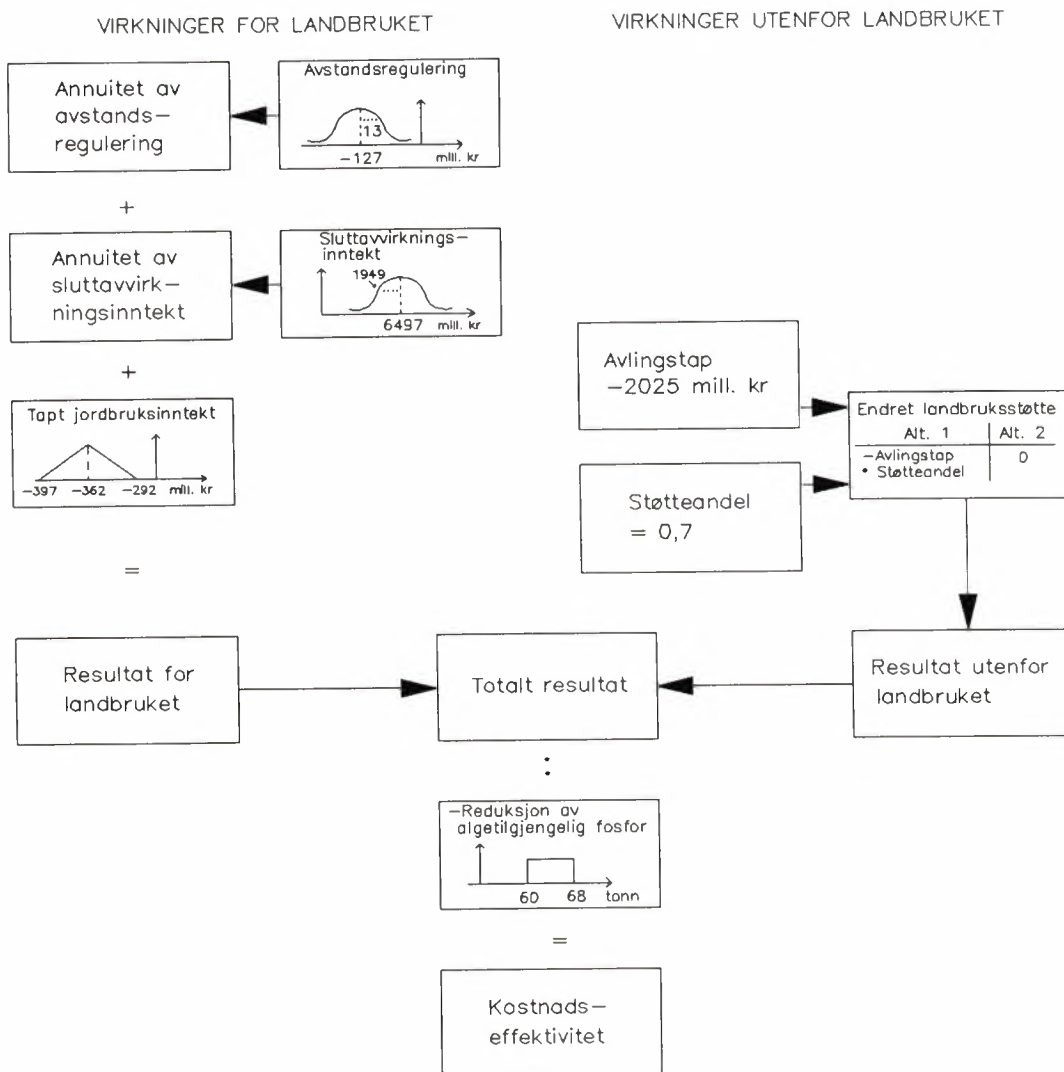 VIRKNINGER FOR LANDBRUKET
VIRKNINGER UTENFOR LANDBRUKET
Annuitet av
avstands–
regulering
Avstandsregulering
13
–127
mill. kr
+
Annuitet av
sluttavvirk–
ningsinntekt
Sluttavvirknings–
inntekt
1949
6497 mill. kr
+
Tapt jordbruksinntekt
–397 –362 –292 mill. kr
=
Avlingstap
–2025 mill. kr
Støtteandel
= 0,7
Endret landbruksstøtte
Alt. 1 Alt. 2
–Avlingstap 0
• Støtteandel
Resultat for
landbruket
Totalt resultat
Resultat utenfor
landbruket
:
–Reduksjon av
algetilgjengelig fosfor
60 68 tonn
=
Kostnads–
effektivitet